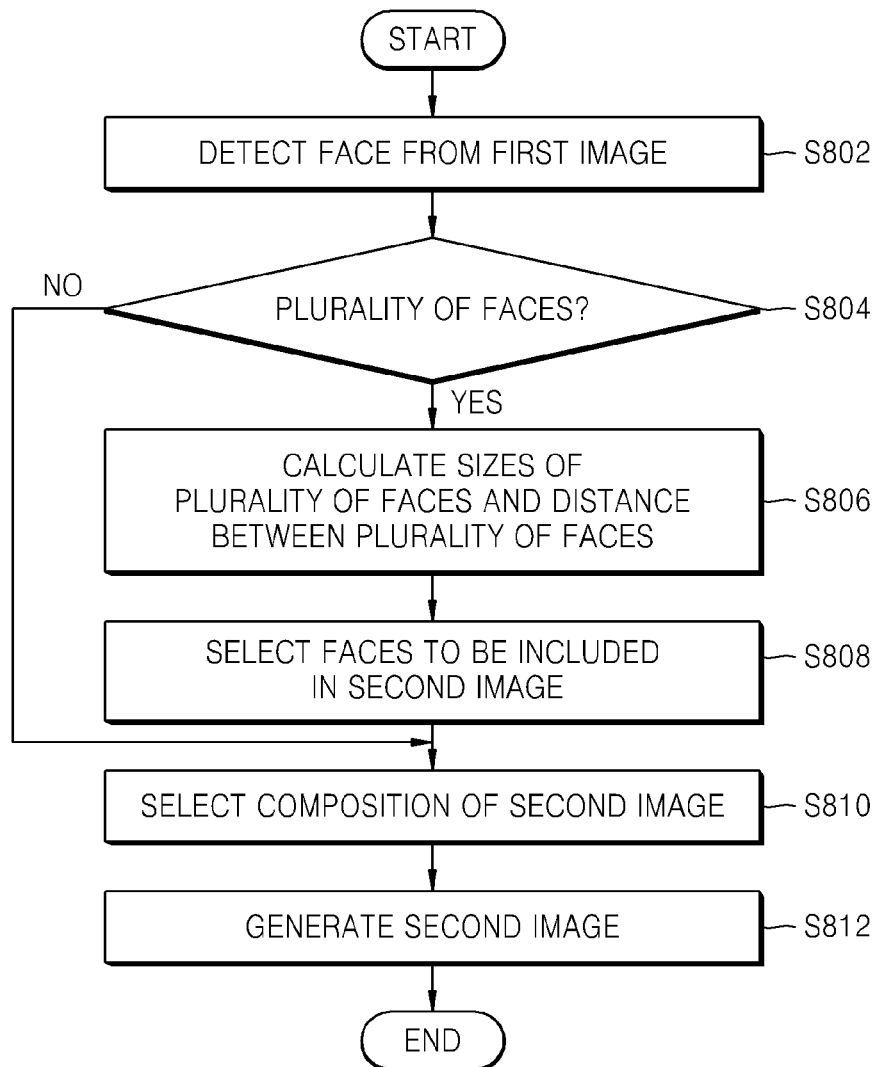 START
DETECT FACE FROM FIRST IMAGE
S802
NO
PLURALITY OF FACES?
S804
YES
CALCULATE SIZES OF
PLURALITY OF FACES AND DISTANCE
BETWEEN PLURALITY OF FACES
S806
SELECT FACES TO BE INCLUDED
IN SECOND IMAGE
S808
SELECT COMPOSITION OF SECOND IMAGE
S810
GENERATE SECOND IMAGE
S812
END